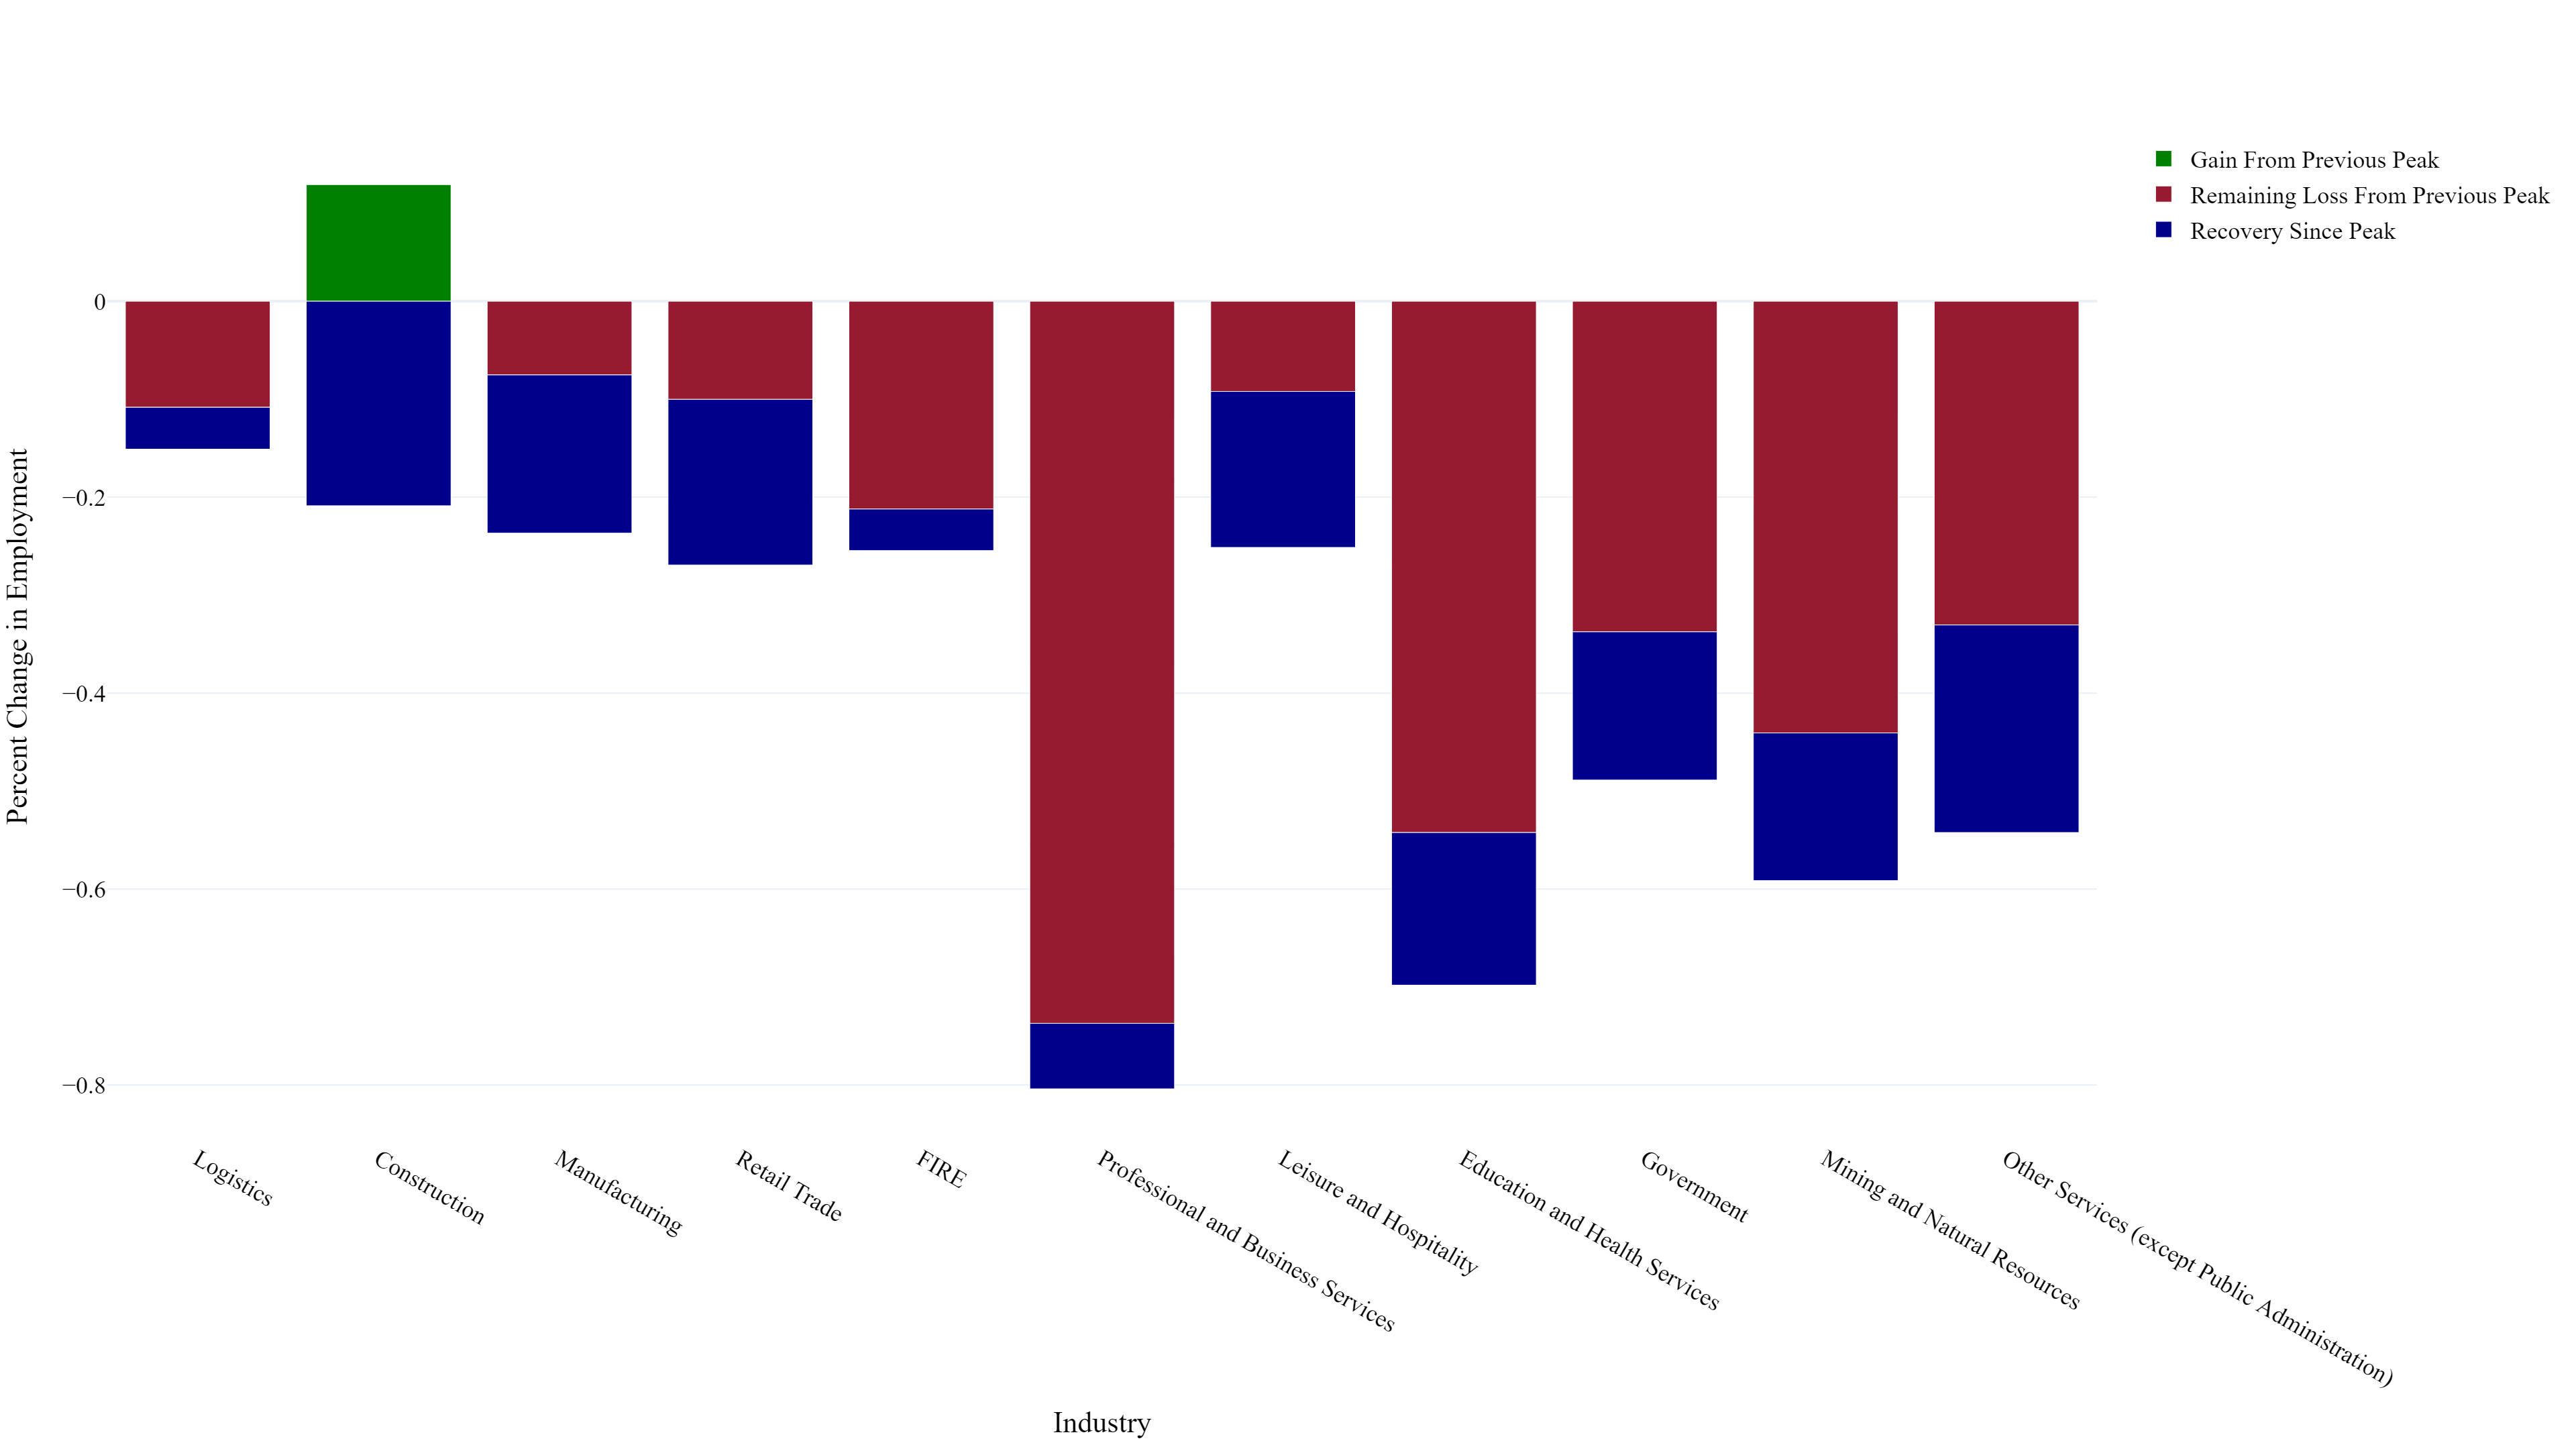 Gain From Previous Peak
Remaining Loss From Previous Peak
Recovery Since Peak
0
−0.2
−0.4
−0.6
−0.8
Percent Change in Employment
Logistics
Construction
Manufacturing
Retail Trade
FIRE
Professional and Business Services
Leisure and Hospitality
Education and Health Services
Government
Mining and Natural Resources
Other Services (except Public Administration)
Industry